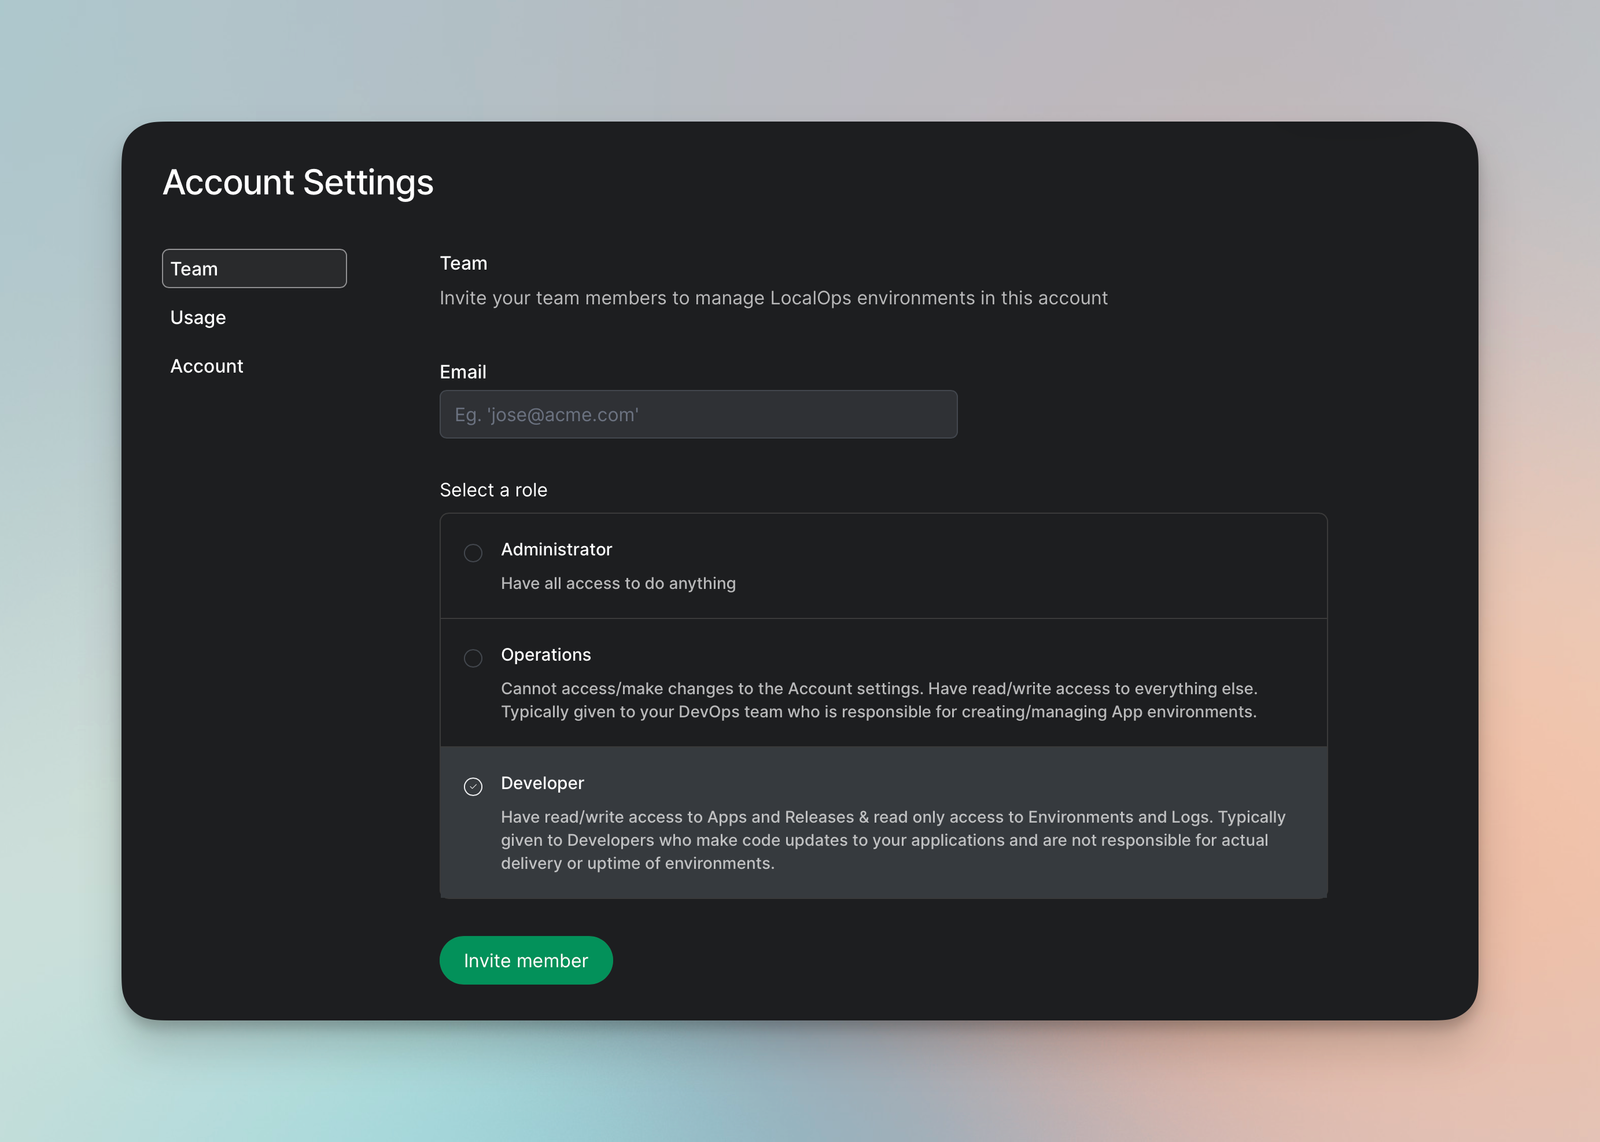 Account Settings
Team
Usage
Account
Team
Invite your team members to manage LocalOps environments in this account
Email
Eg. 'jose@acme.com'
Select a role
Administrator
Have all access to do anything
Operations
Cannot access/make changes to the Account settings. Have read/write access to everything else.
Typically given to your DevOps team who is responsible for creating/managing App environments.
Developer
Have read/write access to Apps and Releases & read only access to Environments and Logs. Typically
given to Developers who make code updates to your applications and are not responsible for actual
delivery or uptime of environments.
Invite member